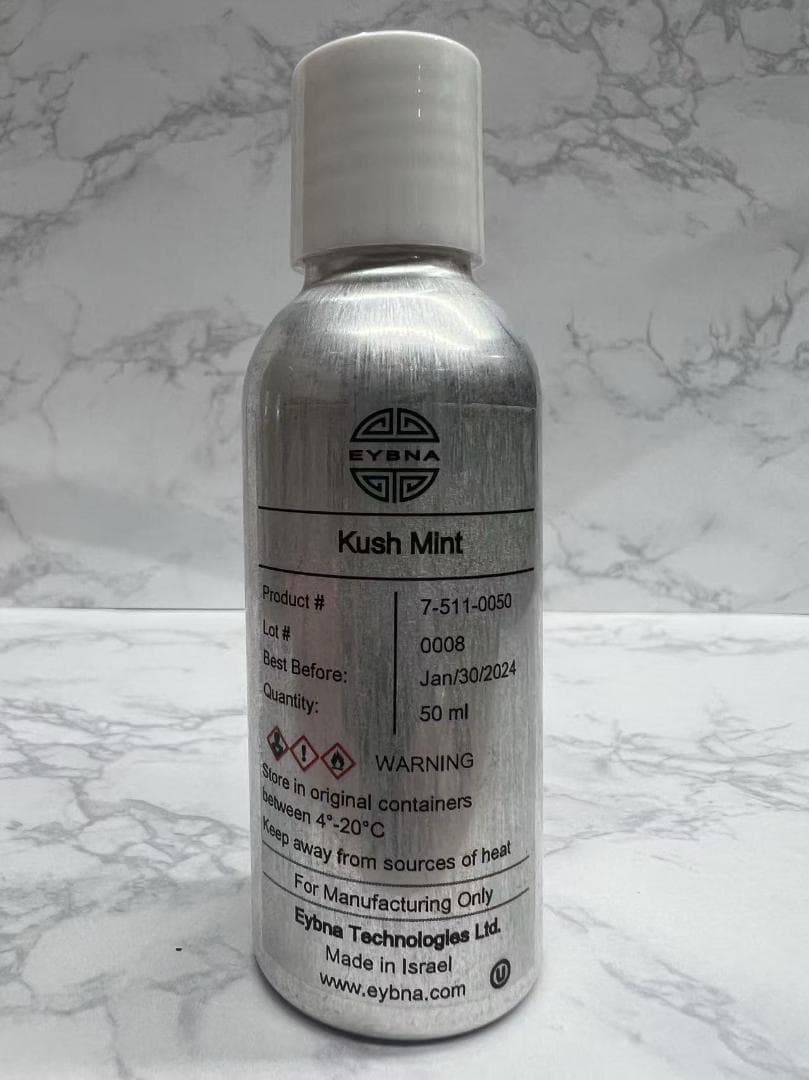 EYBNA
Kush Mint
Product # 7-511-0050
Lot # 0008
Best Before: Jan/30/2024
Quantity: 50 ml
WARNING
Store in original containers
between 4°-20°C
Keep away from sources of heat
For Manufacturing Only
Eybna Technologies Ltd.
Made in Israel
www.eybna.com
U